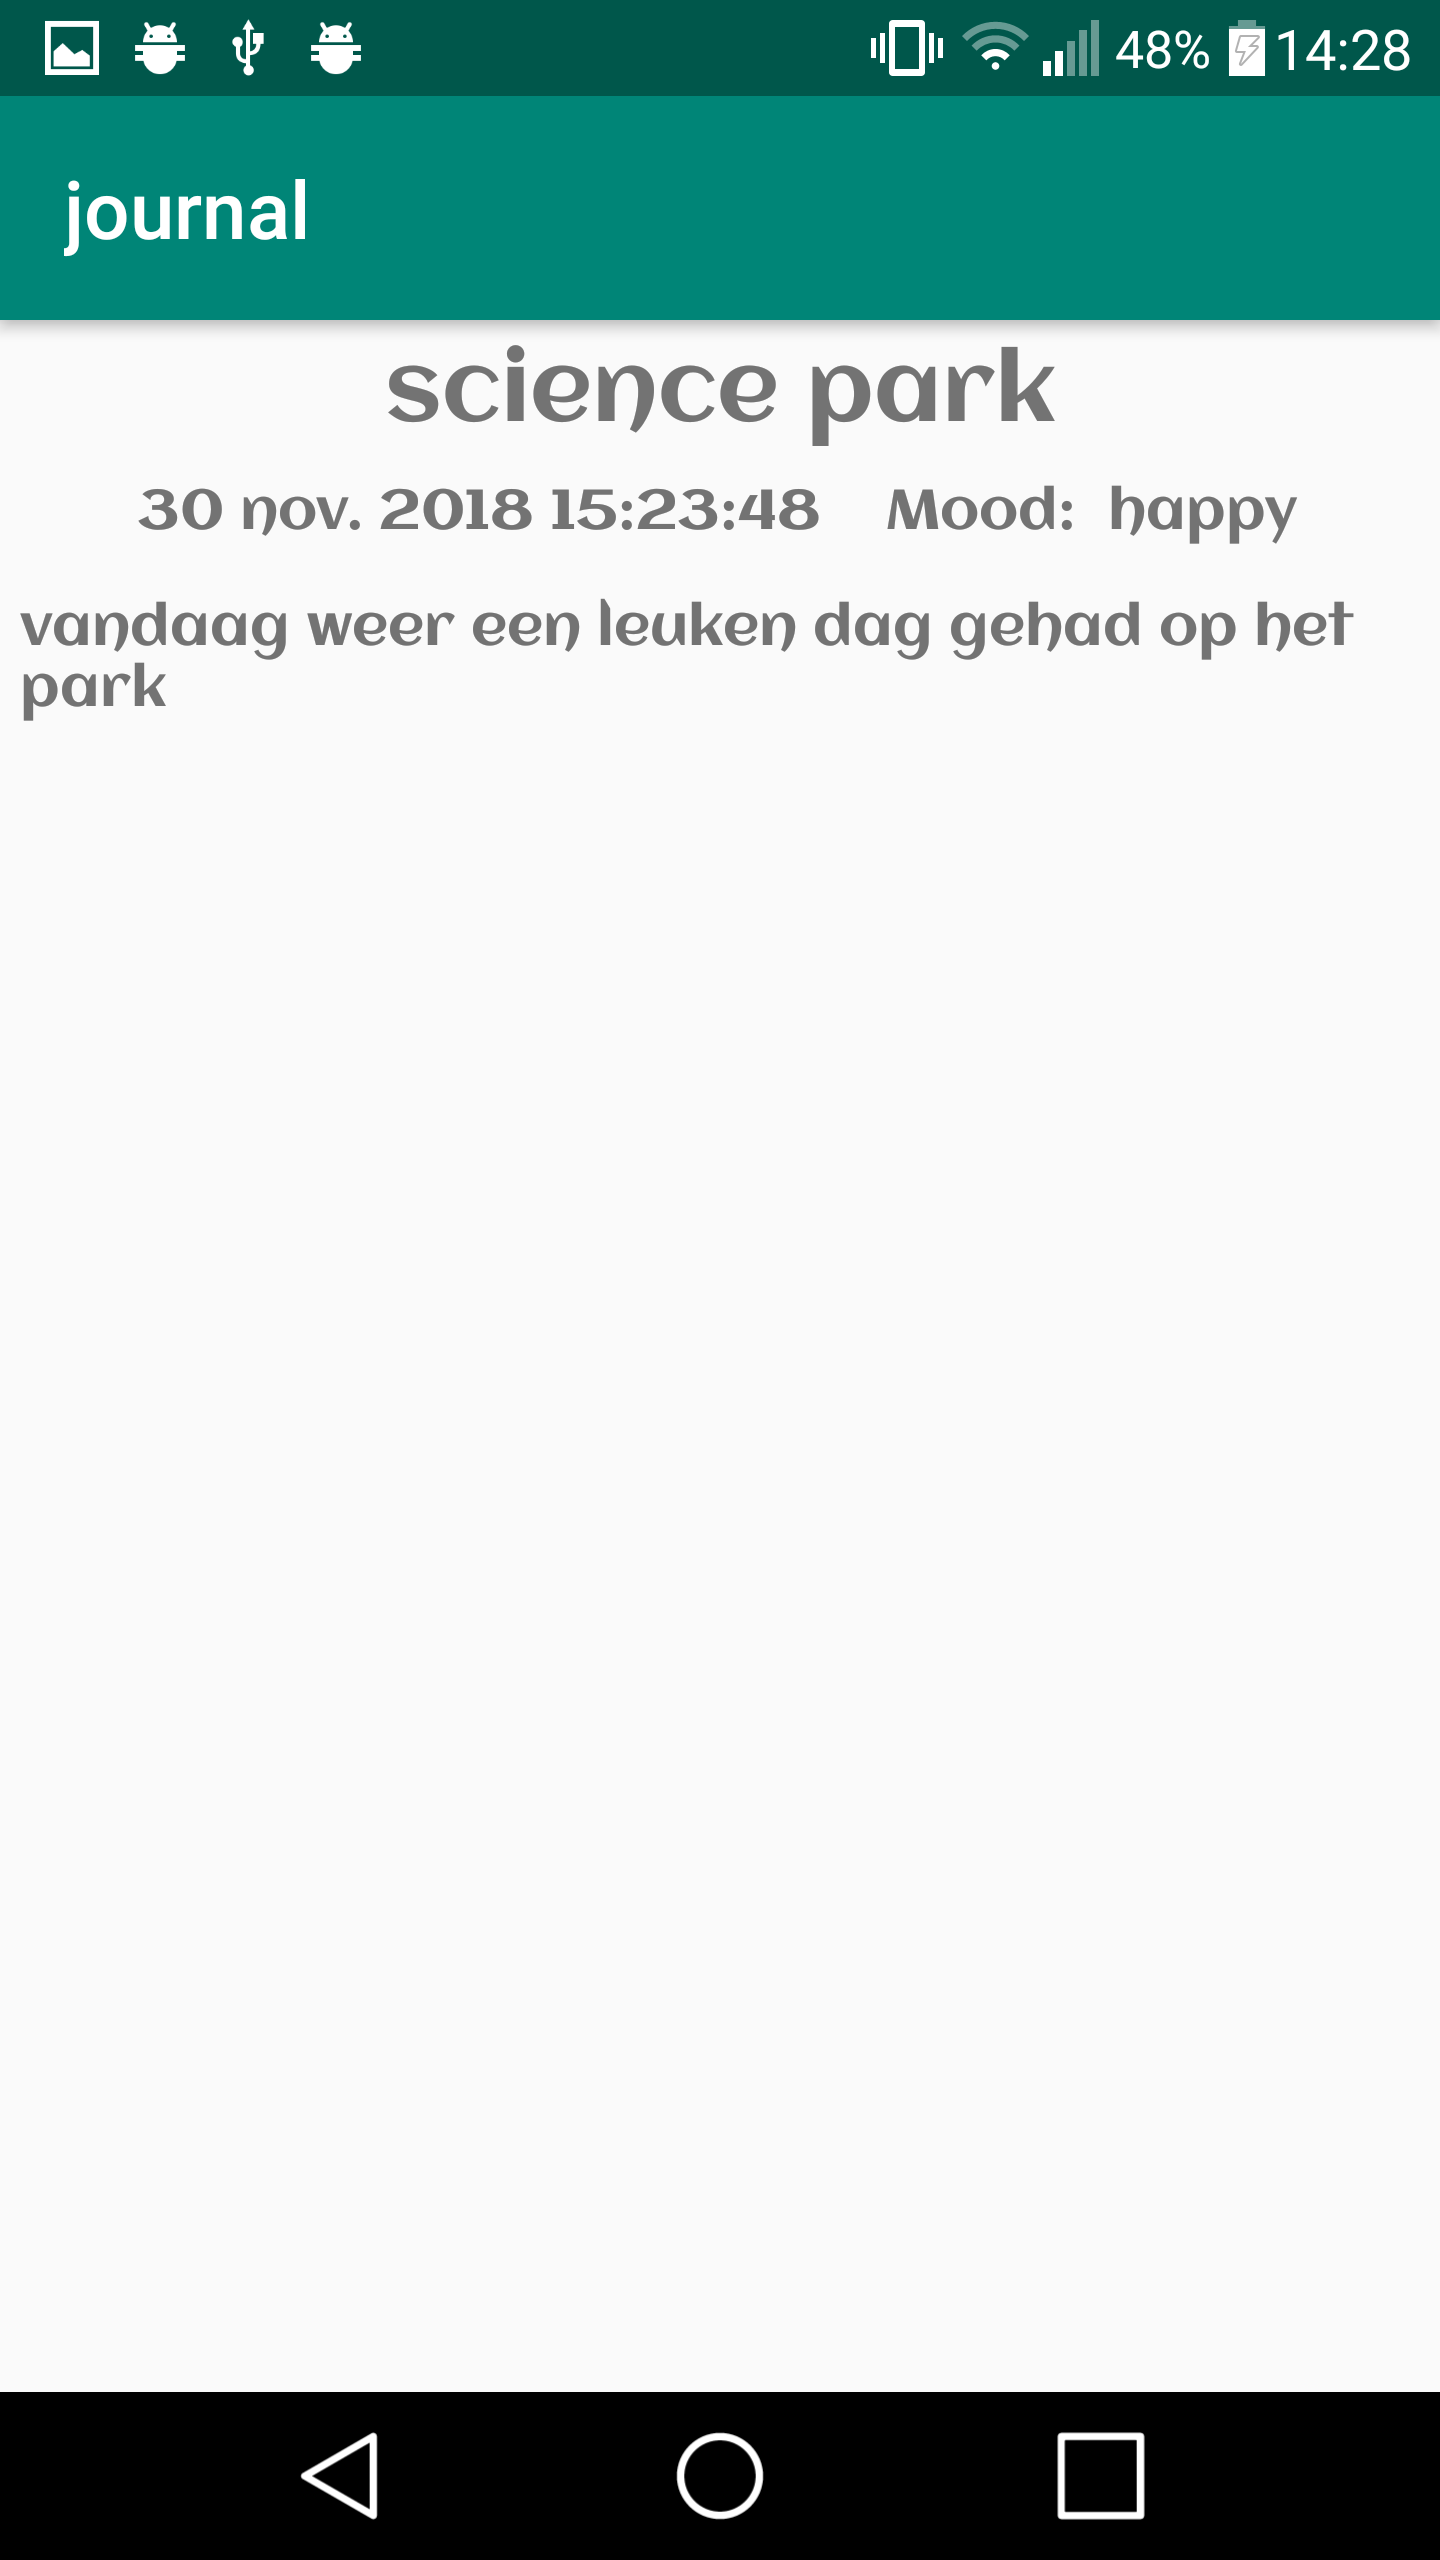 48% 14:28
journal
science park
30 nov. 2018 15:23:48 Mood: happy
vandaag weer een leuken dag gehad op het
park